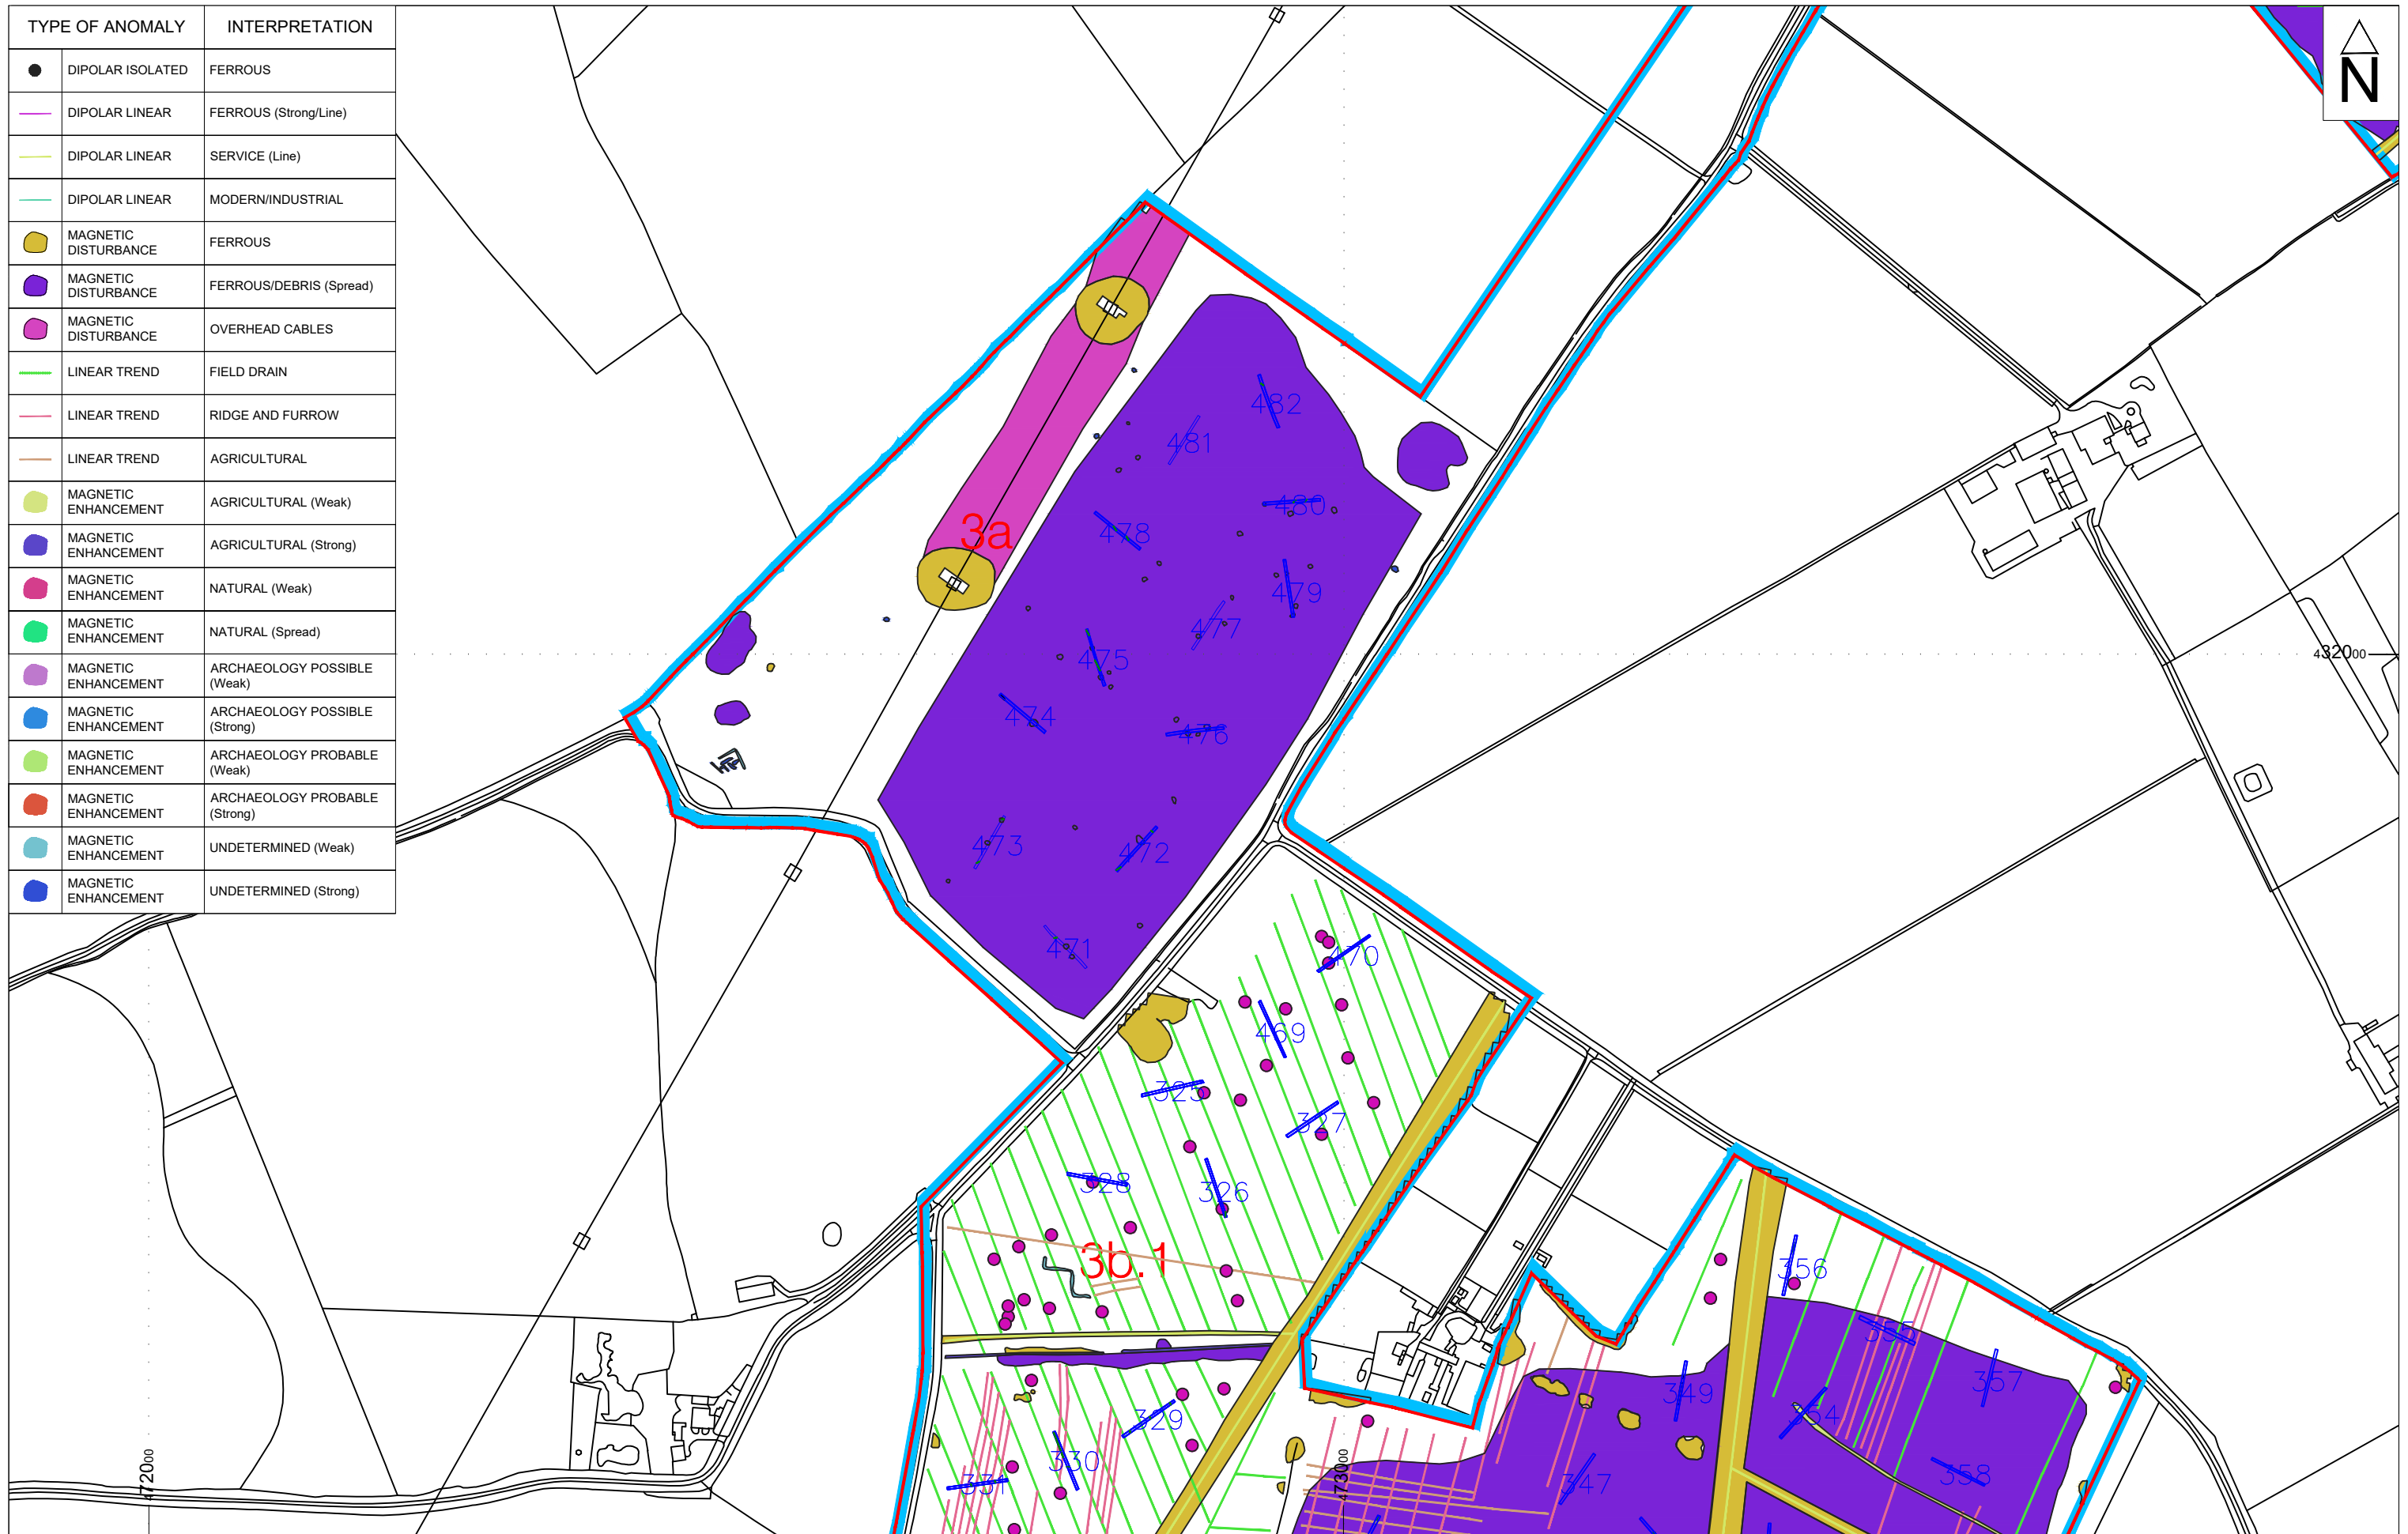 TYPE OF ANOMALY INTERPRETATION
DIPOLAR ISOLATED FERROUS
DIPOLAR LINEAR FERROUS (Strong/Line)
DIPOLAR LINEAR SERVICE (Line)
DIPOLAR LINEAR MODERN/INDUSTRIAL
MAGNETIC DISTURBANCE FERROUS
MAGNETIC DISTURBANCE FERROUS/DEBRIS (Spread)
MAGNETIC DISTURBANCE OVERHEAD CABLES
LINEAR TREND FIELD DRAIN
LINEAR TREND RIDGE AND FURROW
LINEAR TREND AGRICULTURAL
MAGNETIC ENHANCEMENT AGRICULTURAL (Weak)
MAGNETIC ENHANCEMENT AGRICULTURAL (Strong)
MAGNETIC ENHANCEMENT NATURAL (Weak)
MAGNETIC ENHANCEMENT NATURAL (Spread)
MAGNETIC ENHANCEMENT ARCHAEOLOGY POSSIBLE (Weak)
MAGNETIC ENHANCEMENT ARCHAEOLOGY POSSIBLE (Strong)
MAGNETIC ENHANCEMENT ARCHAEOLOGY PROBABLE (Weak)
MAGNETIC ENHANCEMENT ARCHAEOLOGY PROBABLE (Strong)
MAGNETIC ENHANCEMENT UNDETERMINED (Weak)
MAGNETIC ENHANCEMENT UNDETERMINED (Strong)
N
482
481
480
478
3a
479
477
475
432000
474
476
473
472
471
470
469
325
327
328
326
3b.1
356
355
357
349
354
329
330
331
347
358
472000
473000